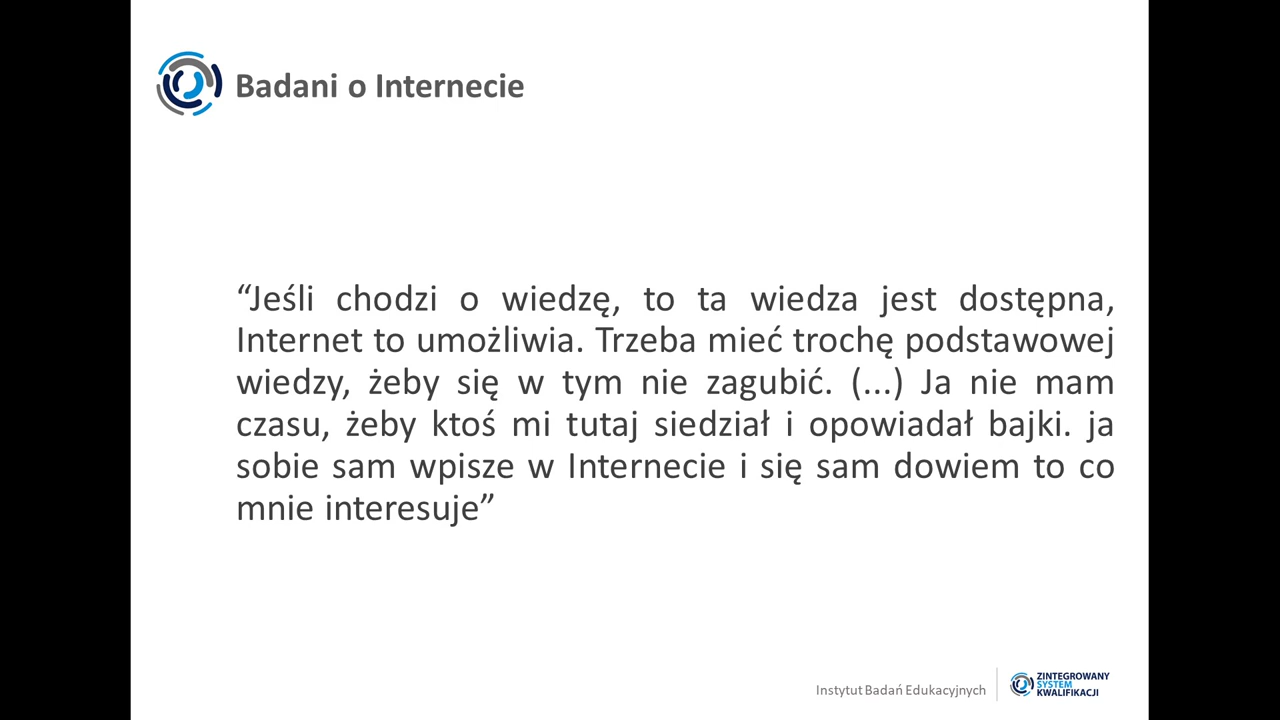 Badani o Internecie
“Jeśli chodzi o wiedzę, to ta wiedza jest dostępna,
Internet to umożliwia. Trzeba mieć trochę podstawowej
wiedzy, żeby się w tym nie zagubić. (...) Ja nie mam
czasu, żeby ktoś mi tutaj siedział i opowiadał bajki. ja
sobie sam wpisze w Internecie i się sam dowiem to co
mnie interesuje”
Instytut Badań Edukacyjnych
ZINTEGROWANY
SYSTEM
KWALIFIKACJI